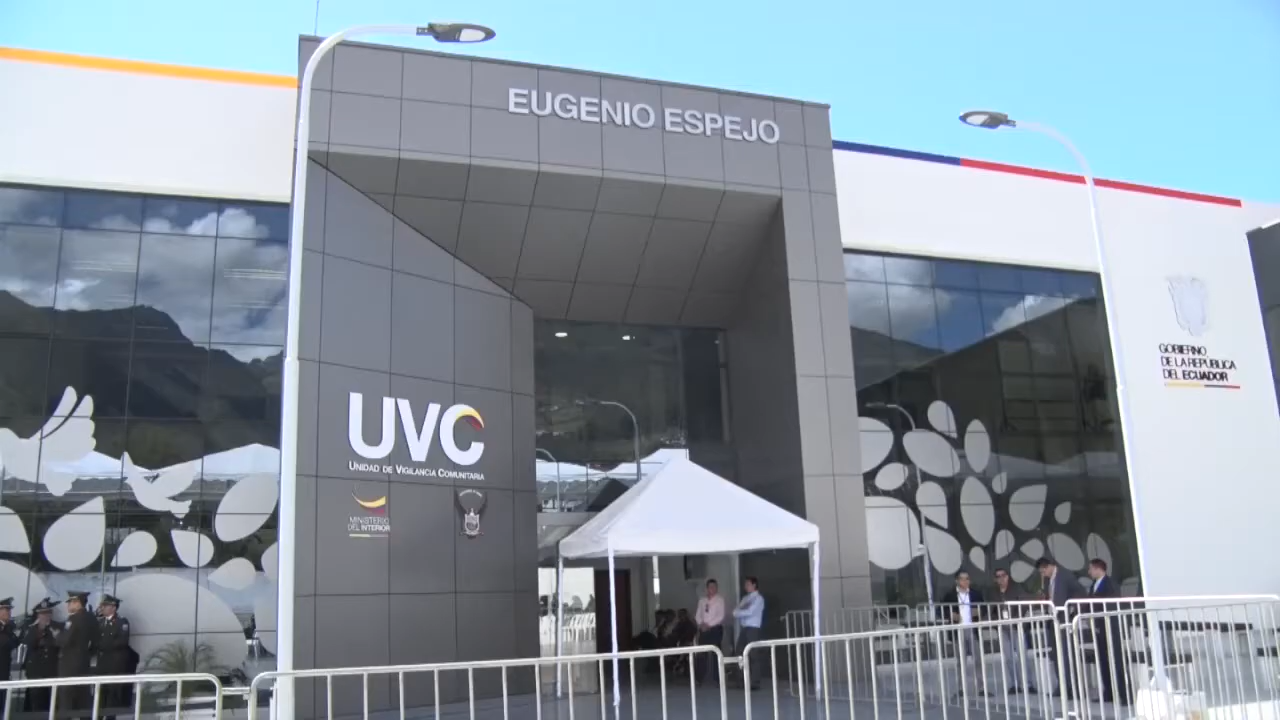 EUGENIO ESPEJO
UVC
UNIDAD DE VIGILANCIA COMUNITARIA
MINISTERIO
DEL INTERIOR
GOBIERNO
DE LA REPÚBLICA
DEL ECUADOR